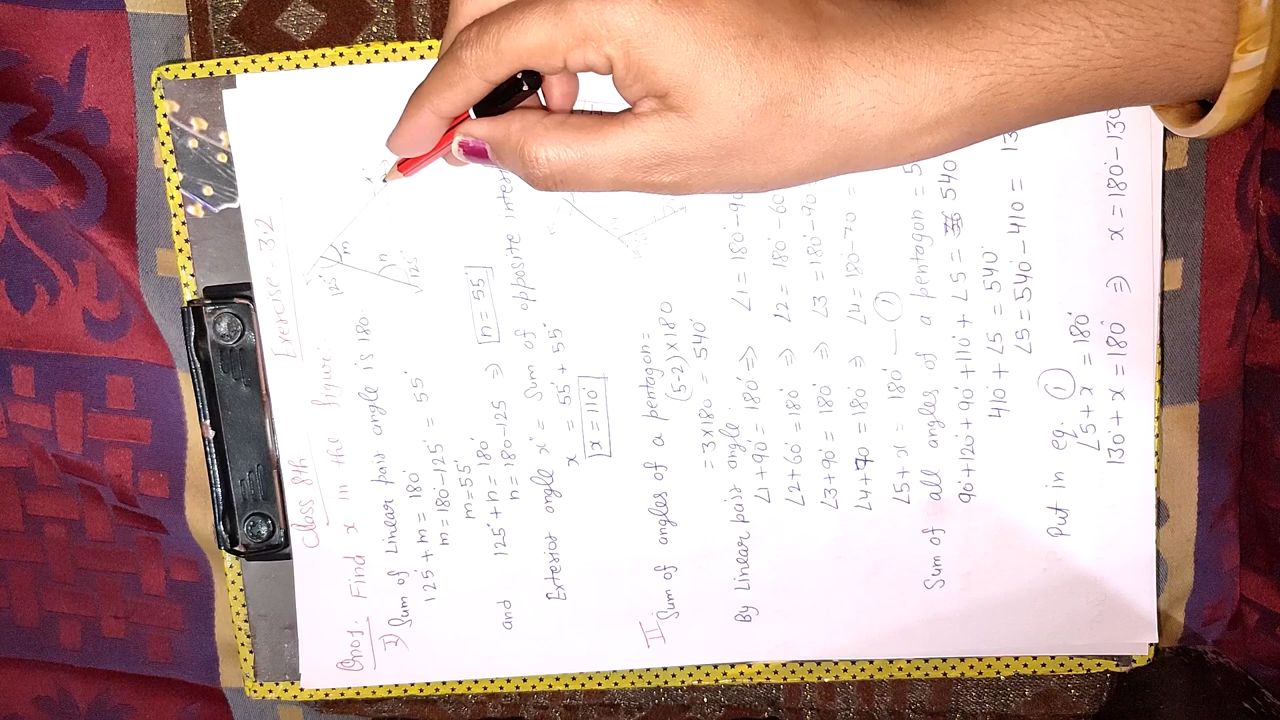 Class 8th Exercise - 3.2
Qno1. Find x in the figure.
I) Sum of Linear pair angle is 180.
125° + m = 180°
m = 180° - 125° = 55°
m = 55°
and 125° + n = 180°
n = 180 - 125 ⇒ n = 55°
Exterior angle x° = Sum of opposite
x = 55° + 55°
x = 110°
125°
m
n
125°
II Sum of angles of a pentagon =
(5-2) × 180
= 3 × 180 = 540°
By Linear pair angle
∠1 + 90° = 180° ⇒ ∠1 = 180° - 90
∠2 + 60° = 180° ⇒ ∠2 = 180° - 60
∠3 + 90° = 180° ⇒ ∠3 = 180° - 90
∠4 + 70 = 180° ⇒ ∠4 = 180° - 70 =
∠5 + x = 180° — ①
Sum of all angles of a pentagon = 5
90° + 120° + 90° + 110° + ∠5 = 540
410° + ∠5 = 540°
∠5 = 540° - 410 = 13
Put in eq. ①
∠5 + x = 180°
130° + x = 180° ⇒ x = 180° - 130